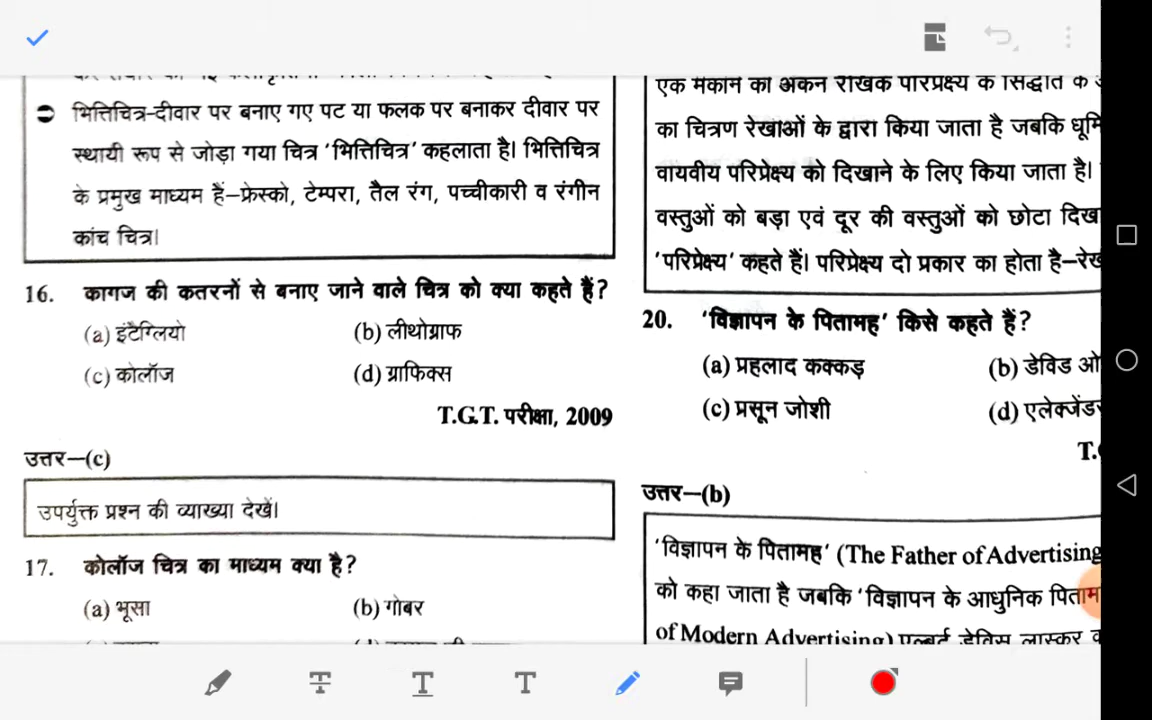 भित्तिचित्र-दीवार पर बनाए गए पट या फलक पर बनाकर दीवार पर
स्थायी रूप से जोड़ा गया चित्र 'भित्तिचित्र' कहलाता है। भित्तिचित्र
के प्रमुख माध्यम हैं–फ्रेस्को, टेम्परा, तैल रंग, पच्चीकारी व रंगीन
कांच चित्र।
16. कागज की कतरनों से बनाए जाने वाले चित्र को क्या कहते हैं?
(a) इंटैग्लियो (b) लीथोग्राफ
(c) कोलॉज (d) ग्राफिक्स
T.G.T. परीक्षा, 2009
उत्तर–(c)
उपर्युक्त प्रश्न की व्याख्या देखें।
17. कोलॉज चित्र का माध्यम क्या है?
(a) भूसा (b) गोबर
एक मकान का अंकन रैखिक परिप्रेक्ष्य के सिद्धांत के
का चित्रण रेखाओं के द्वारा किया जाता है जबकि धूमि
वायवीय परिप्रेक्ष्य को दिखाने के लिए किया जाता है।
वस्तुओं को बड़ा एवं दूर की वस्तुओं को छोटा दिख
'परिप्रेक्ष्य' कहते हैं। परिप्रेक्ष्य दो प्रकार का होता है–रेख
20. 'विज्ञापन के पितामह' किसे कहते हैं?
(a) प्रहलाद कक्कड़ (b) डेविड ओ
(c) प्रसून जोशी (d) एलेक्जेंडर
T.
उत्तर–(b)
'विज्ञापन के पितामह' (The Father of Advertising
को कहा जाता है जबकि 'विज्ञापन के आधुनिक पिताम
of Modern Advertising) एल्बर्ट डेविस लास्कर